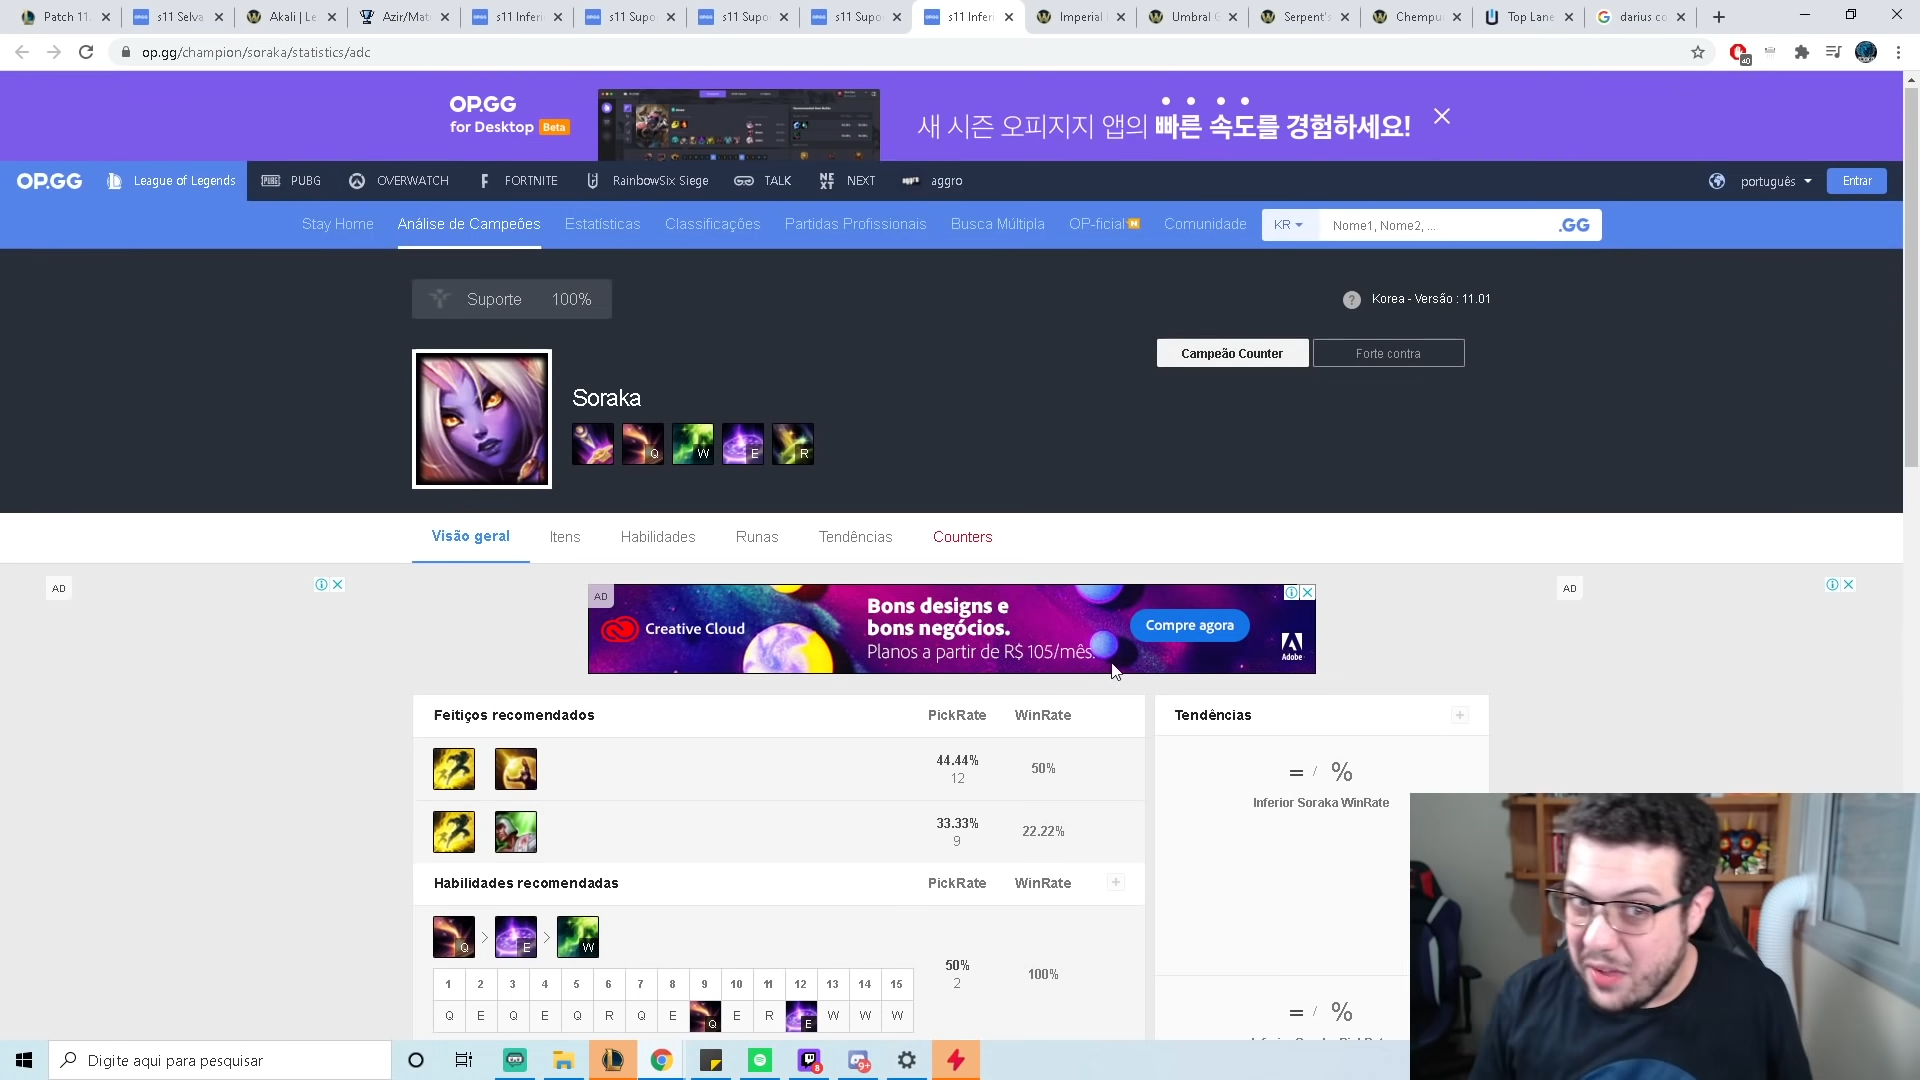 Patch 11.
s11 Selva
Akali | Le
Azir/Mat
s11 Inferi
s11 Supo
s11 Supo
s11 Supo
s11 Inferi
Imperial
Umbral G
Serpent's
Chempu
Top Lane
darius co
op.gg/champion/soraka/statistics/adc
40
OP.GG
for Desktop Beta
새 시즌 오피지지 앱의 빠른 속도를 경험하세요!
OP.GG
League of Legends
PUBG
OVERWATCH
FORTNITE
RainbowSix Siege
TALK
NEXT
aggro
português
Entrar
Stay Home
Análise de Campeões
Estatísticas
Classificações
Partidas Profissionais
Busca Múltipla
OP-ficial
Comunidade
KR
Nome1, Nome2, ...
.GG
Suporte 100%
? Korea - Versão : 11.01
Campeão Counter
Forte contra
Soraka
Q W E R
Visão geral
Itens
Habilidades
Runas
Tendências
Counters
AD
AD
AD
Creative Cloud
Bons designs e
bons negócios.
Planos a partir de R$ 105/mês.
Compre agora
Adobe
Feitiços recomendados PickRate WinRate
44.44%
12
50%
33.33%
9
22.22%
Habilidades recomendadas PickRate WinRate
Q E W
1 2 3 4 5 6 7 8 9 10 11 12 13 14 15
Q E Q E Q R Q E Q E R E W W W
50%
2
100%
Tendências
= / %
Inferior Soraka WinRate
= / %
Digite aqui para pesquisar
8
9+